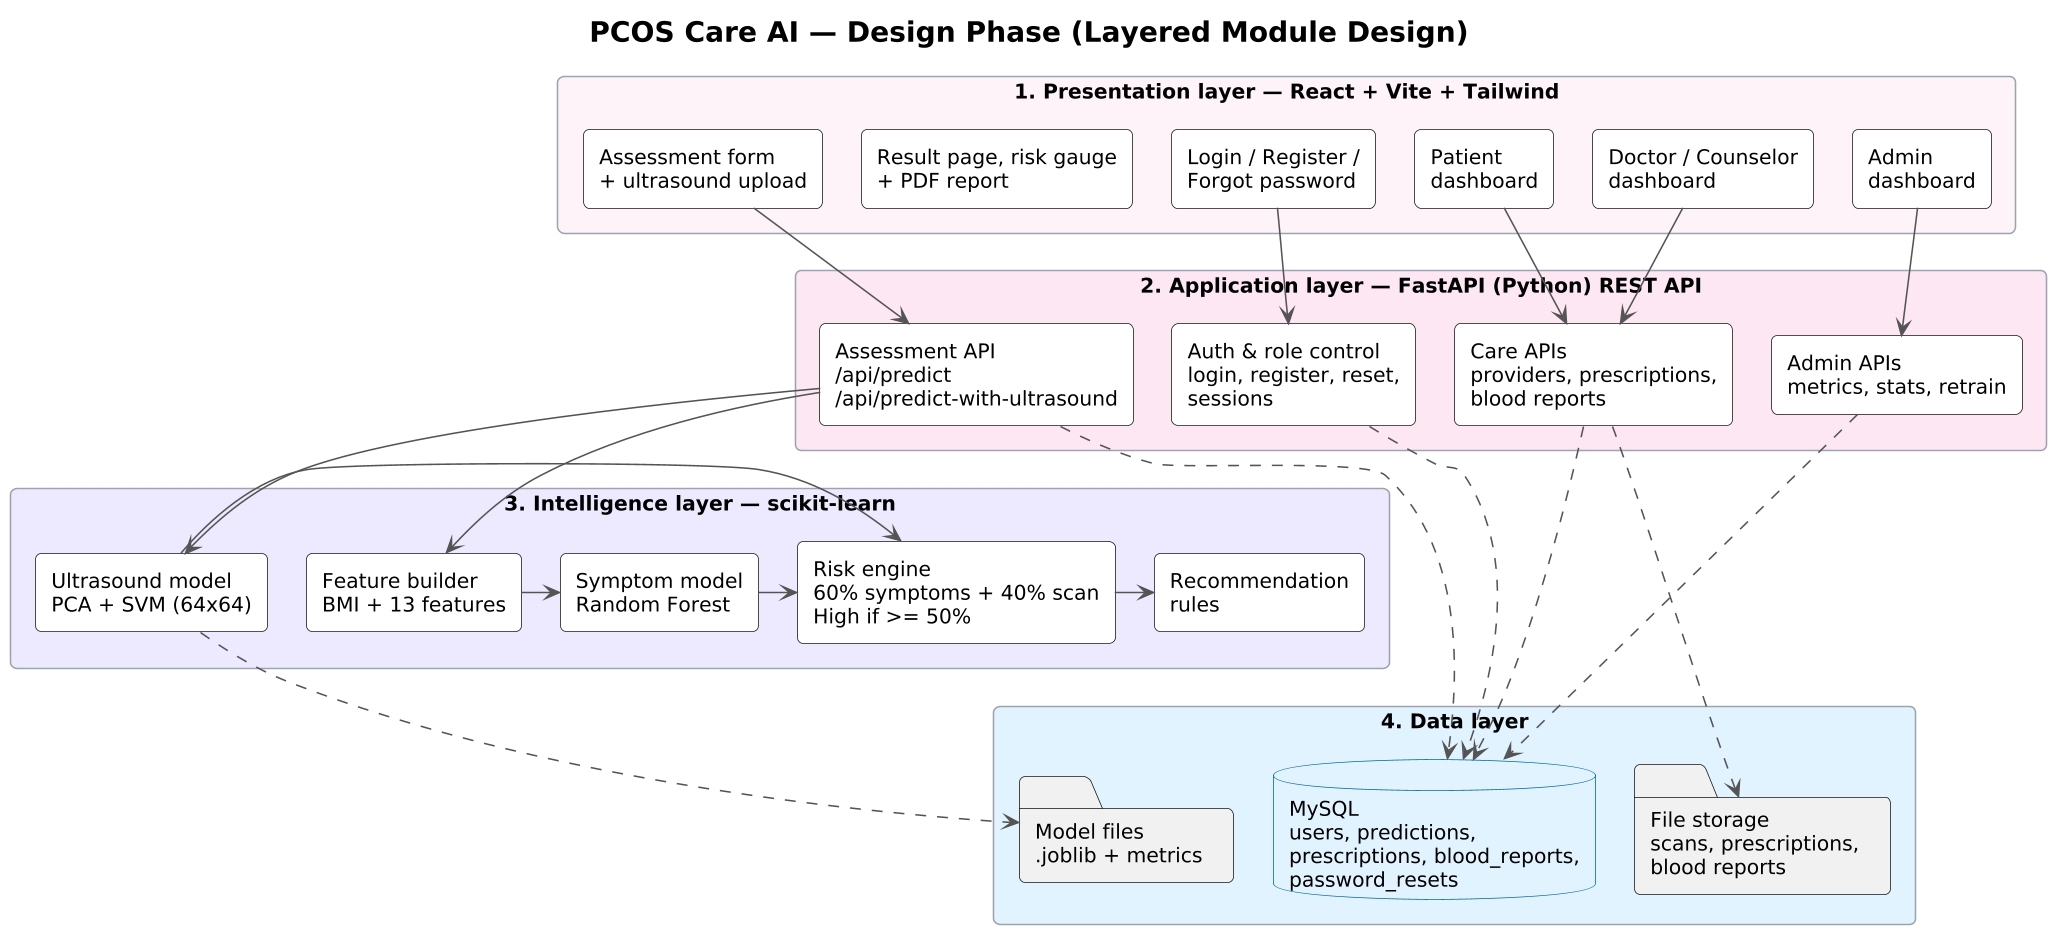 PCOS Care AI — Design Phase (Layered Module Design)
1. Presentation layer — React + Vite + Tailwind
Assessment form
+ ultrasound upload
Result page, risk gauge
+ PDF report
Login / Register /
Forgot password
Patient
dashboard
Doctor / Counselor
dashboard
Admin
dashboard
2. Application layer — FastAPI (Python) REST API
Assessment API
/api/predict
/api/predict-with-ultrasound
Auth & role control
login, register, reset,
sessions
Care APIs
providers, prescriptions,
blood reports
Admin APIs
metrics, stats, retrain
3. Intelligence layer — scikit-learn
Ultrasound model
PCA + SVM (64x64)
Feature builder
BMI + 13 features
Symptom model
Random Forest
Risk engine
60% symptoms + 40% scan
High if >= 50%
Recommendation
rules
4. Data layer
Model files
.joblib + metrics
MySQL
users, predictions,
prescriptions, blood_reports,
password_resets
File storage
scans, prescriptions,
blood reports